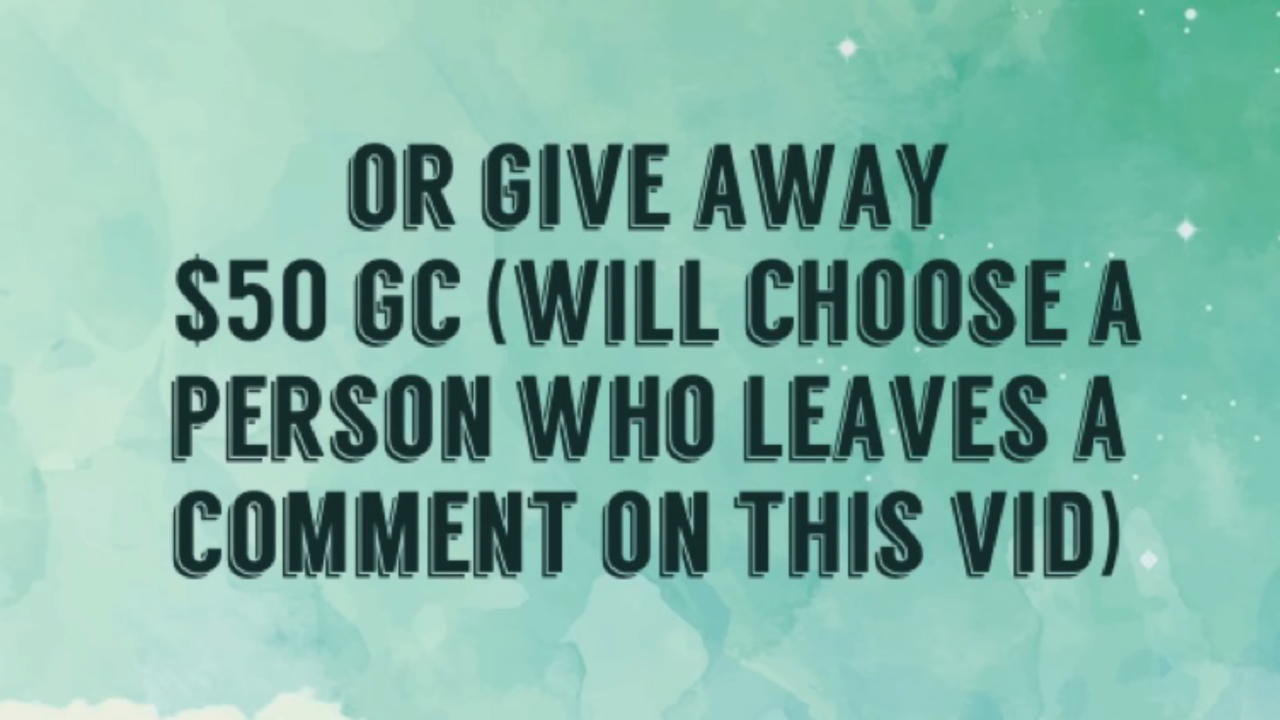 OR GIVE AWAY
$50 GC (WILL CHOOSE A
PERSON WHO LEAVES A
COMMENT ON THIS VID)